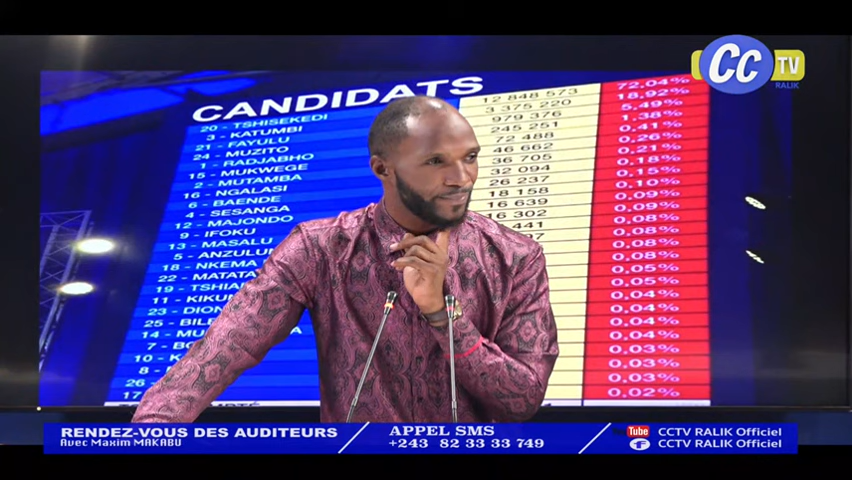 CC TV
RALIK
CANDIDATS
20 - TSHISEKEDI 12 848 573 72.04%
3 - KATUMBI 3 375 220 18.92%
21 - FAYULU 979 376 5.49%
24 - MUZITO 245 251 1.38%
1 - RADJABHO 72 488 0.41%
15 - MUKWEGE 46 662 0.26%
2 - MUTAMBA 36 705 0.21%
16 - NGALASI 32 094 0.18%
6 - BAENDE 26 237 0.15%
4 - SESANGA 18 158 0.10%
12 - MAJONDO 16 639 0.09%
9 - IFOKU 16 302 0.09%
13 - MASALU 441 0.08%
5 - ANZULUNI 0.08%
18 - NKEMA 0.08%
22 - MATATA 0.05%
19 - TSHIA 0.05%
11 - KIKU 0.04%
23 - DION 0.04%
25 - BILE 0.04%
14 - MU 0.04%
7 - BO 0.03%
10 - K 0.03%
8 - 0.03%
26 - 0.02%
17
RENDEZ-VOUS DES AUDITEURS
Avec Maxim MAKABU
APPEL SMS
+243 82 33 33 749
YouTube CCTV RALIK Officiel
f CCTV RALIK Officiel